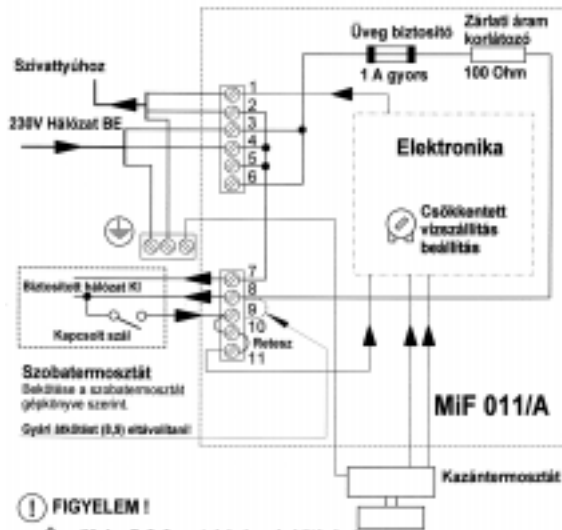 Üveg biztosító
1 A gyors
Zárlati áram
korlátozó
100 Ohm
Szivattyúhoz
230V Hálózat BE
1
2
3
4
5
6
Elektronika
Csökkentett
vízszállítás
beállítás
7
8
9
10
11
Biztosított hálózat KI
Kapcsolt szál
Retesz
Szobatermosztát
Bekötése a szobatermosztát
gépkönyve szerint.
Gyári átkötést (8,9) eltávolítani!
MiF 011/A
Kazántermosztát
! FIGYELEM !